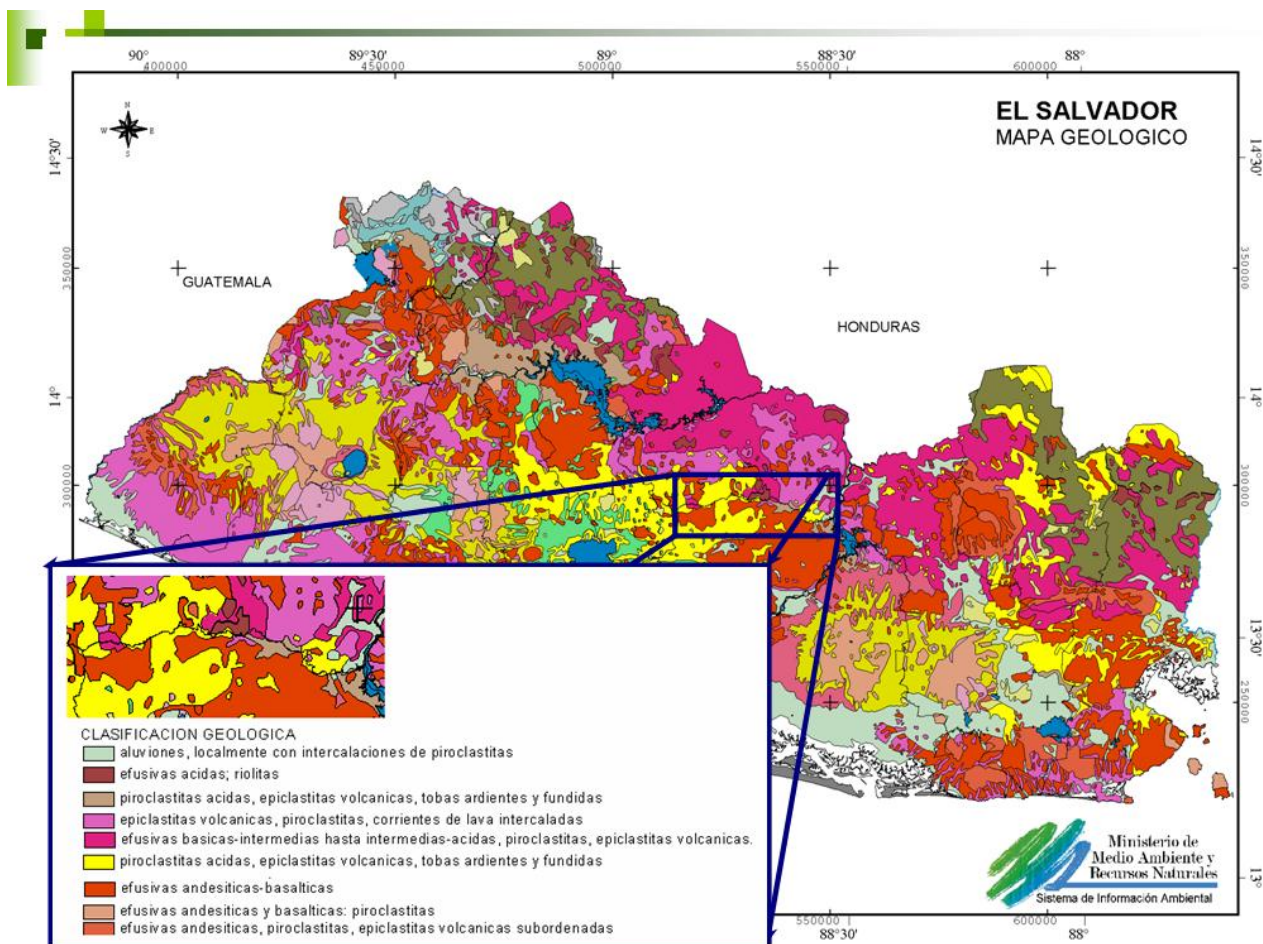 90° 89°30' 89° 88°30' 88°
400000 450000 500000 550000 600000
EL SALVADOR
MAPA GEOLOGICO
N
W E
S
14°30' 14°30'
350000 350000
GUATEMALA
HONDURAS
14° 14°
300000 300000
13°30'
250000
CLASIFICACION GEOLOGICA
aluviones, localmente con intercalaciones de piroclastitas
efusivas acidas; riolitas
piroclastitas acidas, epiclastitas volcanicas, tobas ardientes y fundidas
epiclastitas volcanicas, piroclastitas, corrientes de lava intercaladas
efusivas basicas-intermedias hasta intermedias-acidas, piroclastitas, epiclastitas volcanicas.
piroclastitas acidas, epiclastitas volcanicas, tobas ardientes y fundidas
efusivas andesiticas-basalticas
efusivas andesiticas y basalticas: piroclastitas
efusivas andesiticas, piroclastitas, epiclastitas volcanicas subordenadas
Ministerio de
Medio Ambiente y
Recursos Naturales
Sistema de Información Ambiental
13°
550000 600000
88°30' 88°